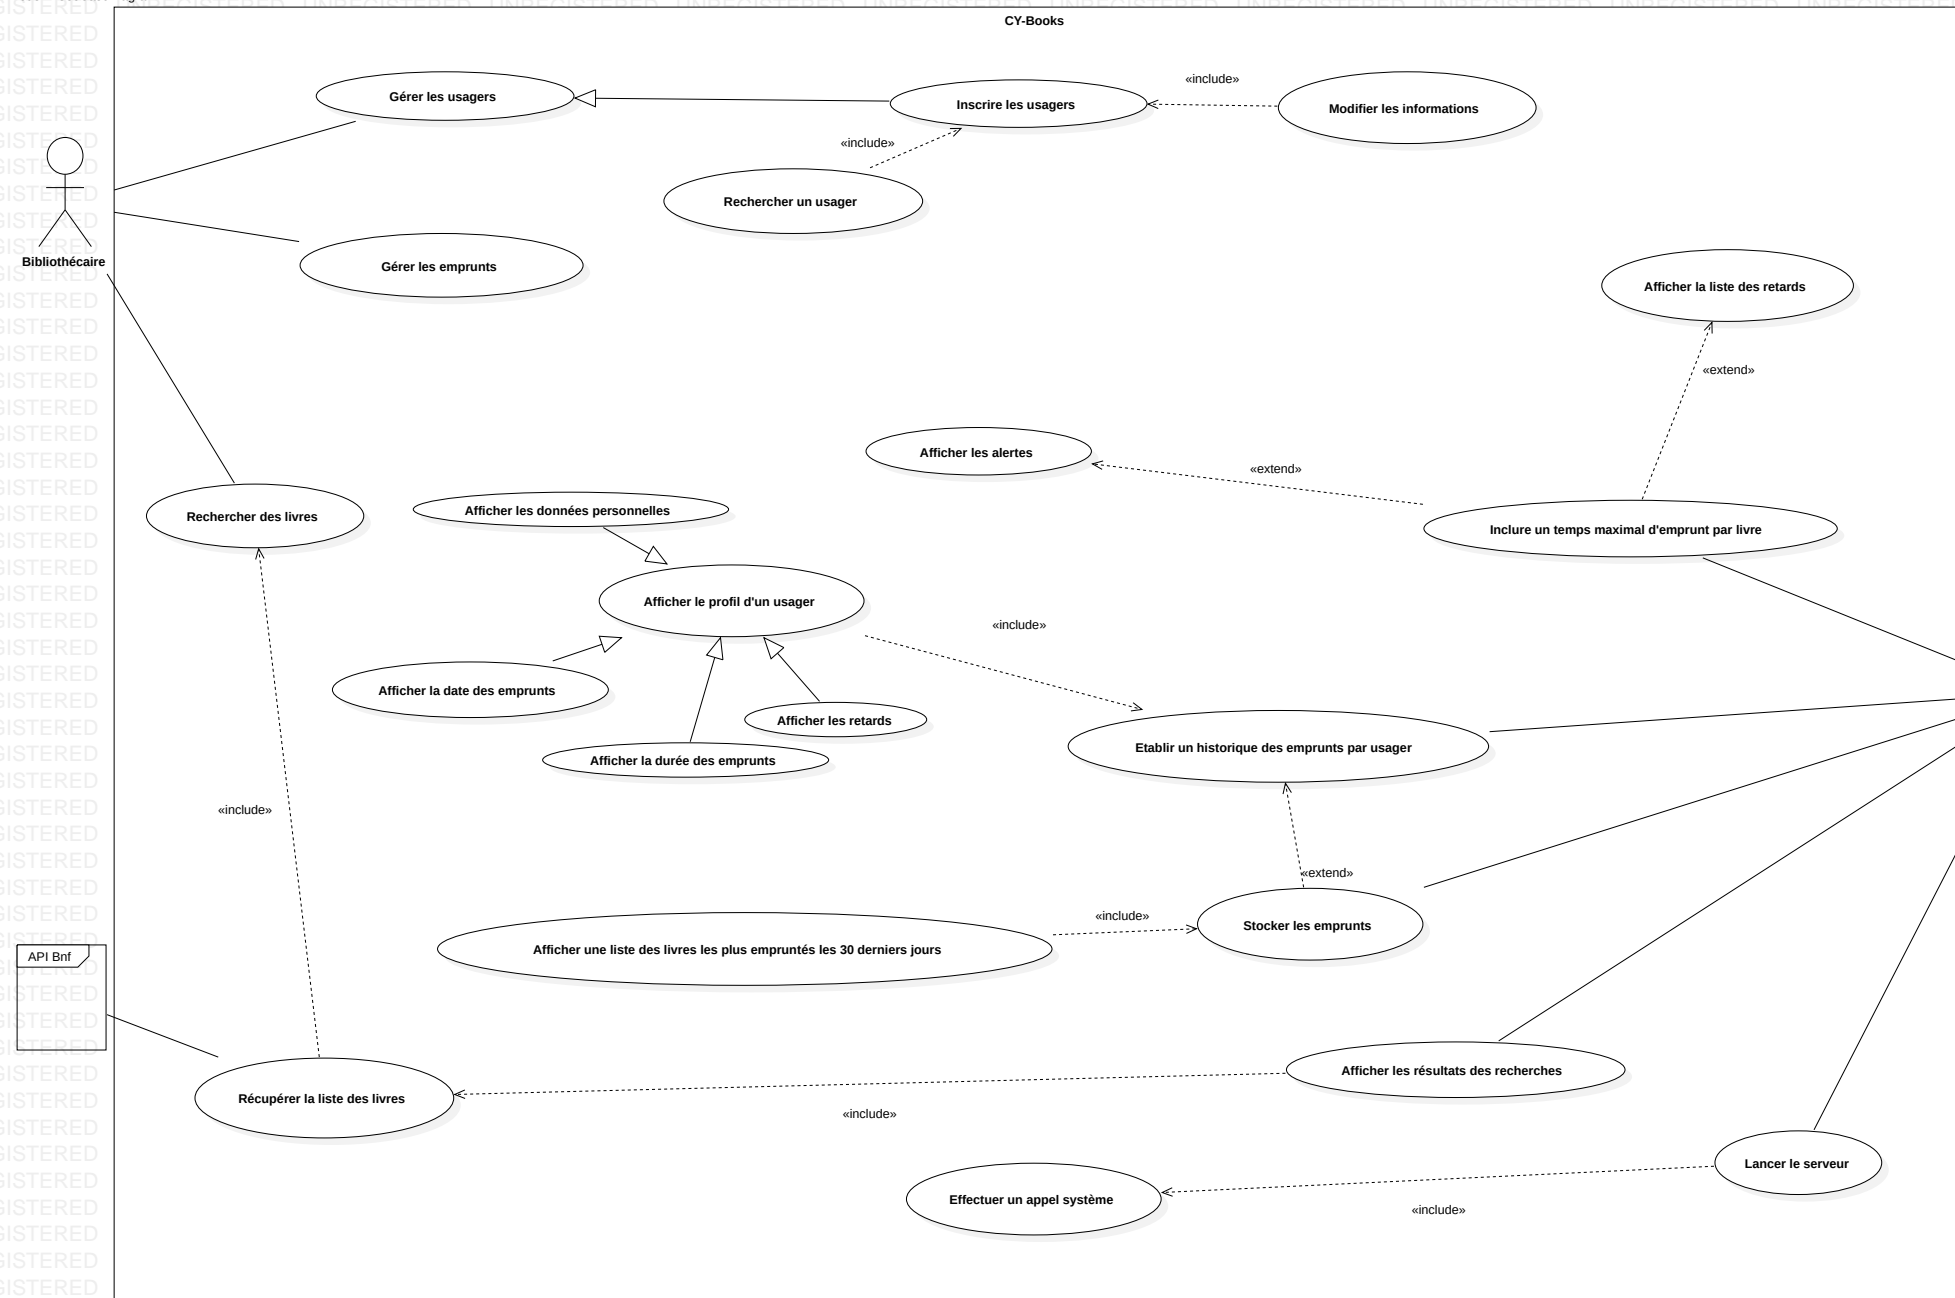 CY-Books
Gérer les usagers
Inscrire les usagers
«include»
Modifier les informations
«include»
Rechercher un usager
Bibliothécaire
Gérer les emprunts
Afficher la liste des retards
«extend»
Afficher les alertes
«extend»
Rechercher des livres
Afficher les données personnelles
Inclure un temps maximal d'emprunt par livre
Afficher le profil d'un usager
«include»
Afficher la date des emprunts
Afficher les retards
Afficher la durée des emprunts
Etablir un historique des emprunts par usager
«include»
«extend»
«include»
Stocker les emprunts
Afficher une liste des livres les plus empruntés les 30 derniers jours
API Bnf
Afficher les résultats des recherches
Récupérer la liste des livres
«include»
Lancer le serveur
Effectuer un appel système
«include»
UNREGISTERED